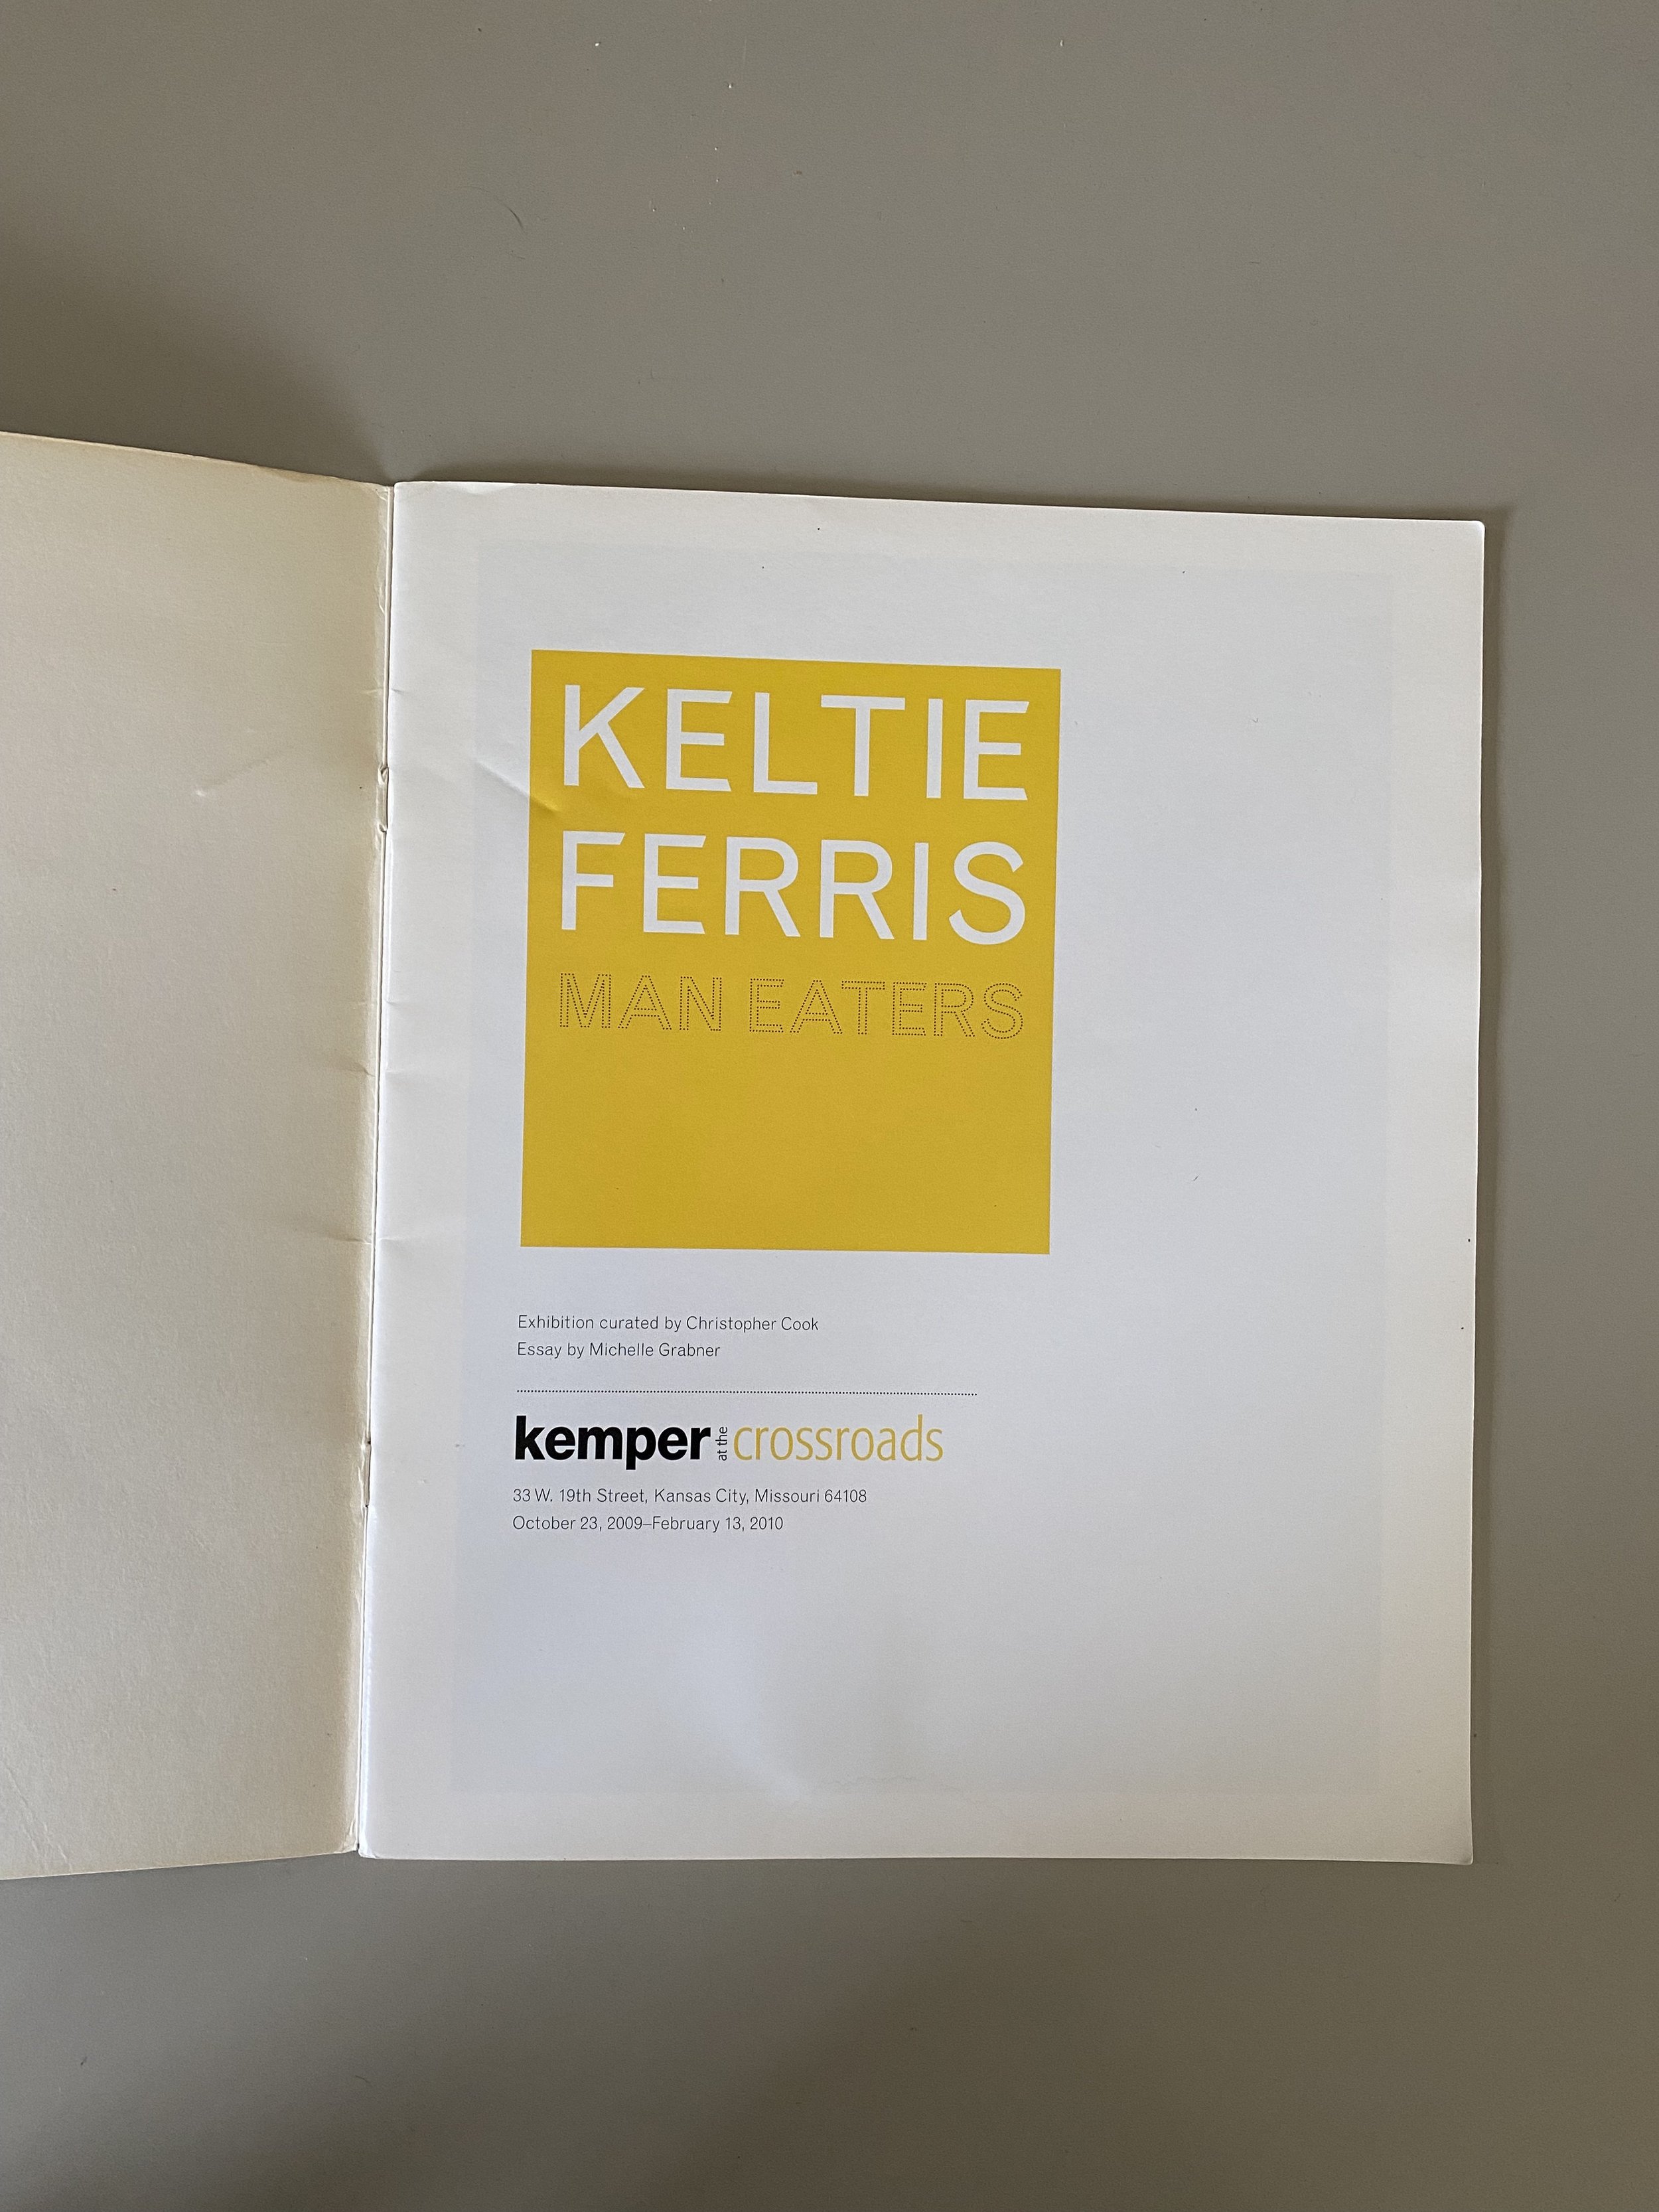 KELTIE
FERRIS
MAN EATERS
Exhibition curated by Christopher Cook
Essay by Michelle Grabner
kemper at the crossroads
33 W. 19th Street, Kansas City, Missouri 64108
October 23, 2009–February 13, 2010